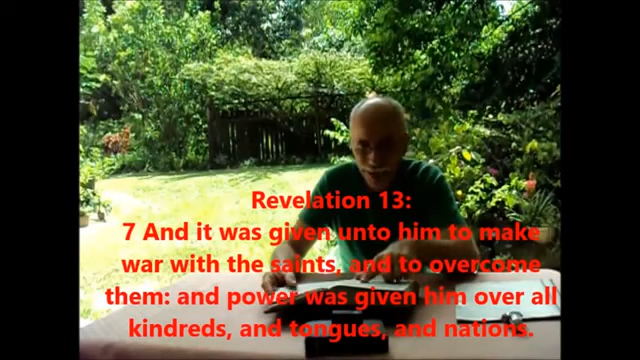 Revelation 13:
7 And it was given unto him to make
war with the saints, and to overcome
them: and power was given him over all
kindreds, and tongues, and nations.